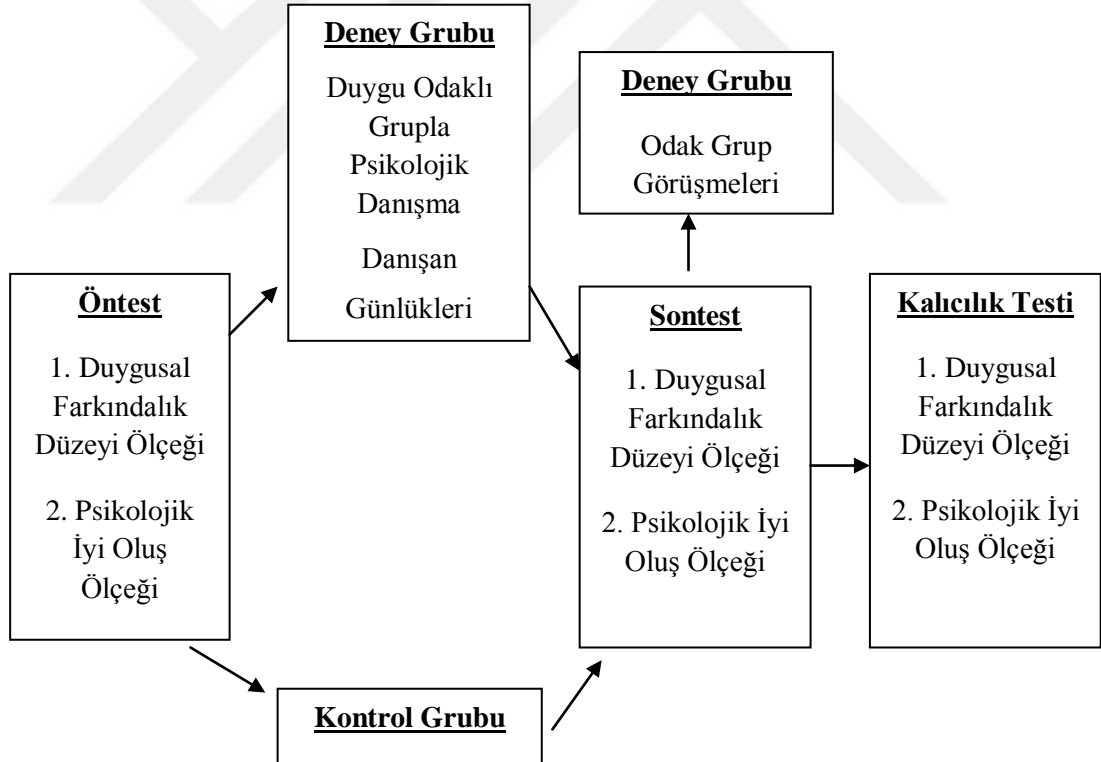 Deney Grubu
Duygu Odaklı
Grupla
Psikolojik
Danışma
Danışan
Günlükleri
Deney Grubu
Odak Grup
Görüşmeleri
Öntest
1. Duygusal
Farkındalık
Düzeyi Ölçeği
2. Psikolojik
İyi Oluş
Ölçeği
Sontest
1. Duygusal
Farkındalık
Düzeyi Ölçeği
2. Psikolojik İyi
Oluş Ölçeği
Kalıcılık Testi
1. Duygusal
Farkındalık
Düzeyi Ölçeği
2. Psikolojik İyi
Oluş Ölçeği
Kontrol Grubu